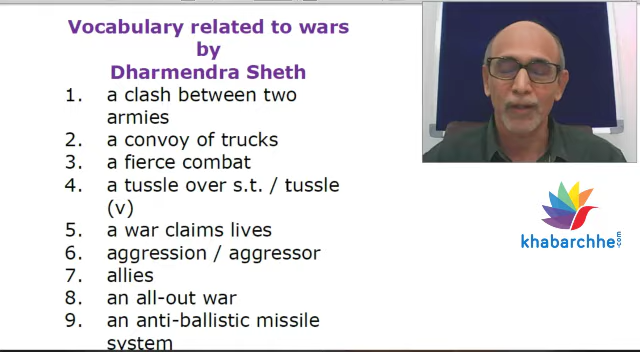 Vocabulary related to wars
by
Dharmendra Sheth
1. a clash between two
armies
2. a convoy of trucks
3. a fierce combat
4. a tussle over s.t. / tussle
(v)
5. a war claims lives
6. aggression / aggressor
7. allies
8. an all-out war
9. an anti-ballistic missile
system
khabarchhe.com